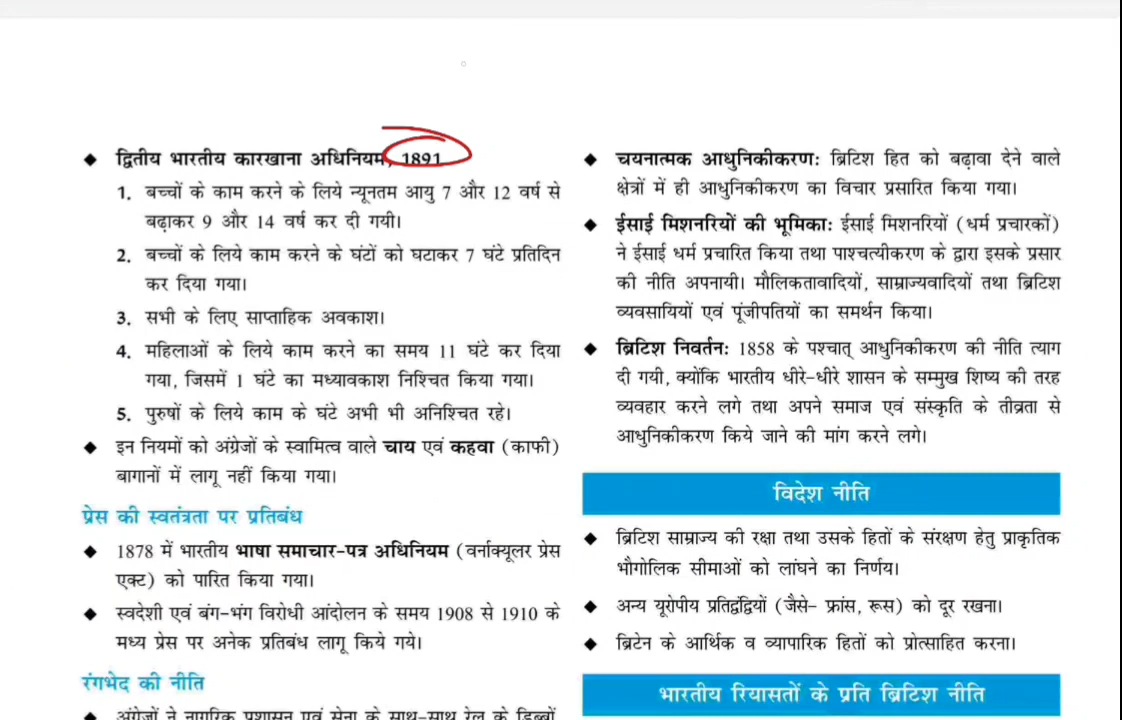 ◆ द्वितीय भारतीय कारखाना अधिनियम, 1891
1. बच्चों के काम करने के लिये न्यूनतम आयु 7 और 12 वर्ष से
बढ़ाकर 9 और 14 वर्ष कर दी गयी।
2. बच्चों के लिये काम करने के घंटों को घटाकर 7 घंटे प्रतिदिन
कर दिया गया।
3. सभी के लिए साप्ताहिक अवकाश।
4. महिलाओं के लिये काम करने का समय 11 घंटे कर दिया
गया, जिसमें 1 घंटे का मध्यावकाश निश्चित किया गया।
5. पुरुषों के लिये काम के घंटे अभी भी अनिश्चित रहे।
◆ इन नियमों को अंग्रेजों के स्वामित्व वाले चाय एवं कहवा (काफी)
बागानों में लागू नहीं किया गया।
प्रेस की स्वतंत्रता पर प्रतिबंध
◆ 1878 में भारतीय भाषा समाचार-पत्र अधिनियम (वर्नाक्यूलर प्रेस
एक्ट) को पारित किया गया।
◆ स्वदेशी एवं बंग-भंग विरोधी आंदोलन के समय 1908 से 1910 के
मध्य प्रेस पर अनेक प्रतिबंध लागू किये गये।
रंगभेद की नीति
◆ अंग्रेजों ने नागरिक प्रशासन एवं सेना के साथ-साथ रेल के डिब्बों,
◆ चयनात्मक आधुनिकीकरण: ब्रिटिश हित को बढ़ावा देने वाले
क्षेत्रों में ही आधुनिकीकरण का विचार प्रसारित किया गया।
◆ ईसाई मिशनरियों की भूमिका: ईसाई मिशनरियों (धर्म प्रचारकों)
ने ईसाई धर्म प्रचारित किया तथा पाश्चत्यीकरण के द्वारा इसके प्रसार
की नीति अपनायी। मौलिकतावादियों, साम्राज्यवादियों तथा ब्रिटिश
व्यवसायियों एवं पूंजीपतियों का समर्थन किया।
◆ ब्रिटिश निवर्तन: 1858 के पश्चात् आधुनिकीकरण की नीति त्याग
दी गयी, क्योंकि भारतीय धीरे-धीरे शासन के सम्मुख शिष्य की तरह
व्यवहार करने लगे तथा अपने समाज एवं संस्कृति के तीव्रता से
आधुनिकीकरण किये जाने की मांग करने लगे।
विदेश नीति
◆ ब्रिटिश साम्राज्य की रक्षा तथा उसके हितों के संरक्षण हेतु प्राकृतिक
भौगोलिक सीमाओं को लांघने का निर्णय।
◆ अन्य यूरोपीय प्रतिद्वंद्वियों (जैसे- फ्रांस, रूस) को दूर रखना।
◆ ब्रिटेन के आर्थिक व व्यापारिक हितों को प्रोत्साहित करना।
भारतीय रियासतों के प्रति ब्रिटिश नीति